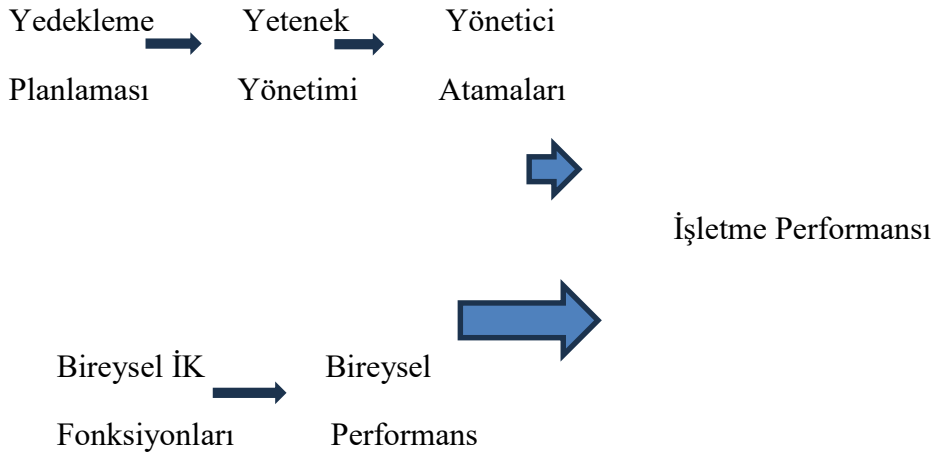 Yedekleme Yetenek Yönetici
Planlaması Yönetimi Atamaları
İşletme Performansı
Bireysel İK Bireysel
Fonksiyonları Performans